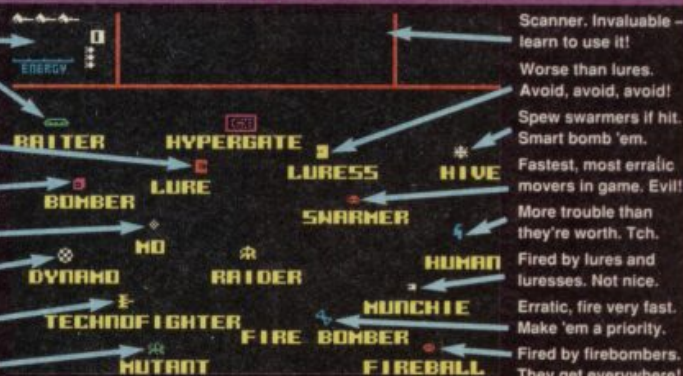 Scanner. Invaluable –
learn to use it!
ENERGY
Worse than lures.
Avoid, avoid, avoid!
BAITER
HYPERGATE
LURESS
HIVE
Spew swarmers if hit.
Smart bomb 'em.
LURE
BOMBER
SWARMER
Fastest, most erratic
movers in game. Evil!
MO
HUMAN
More trouble than
they're worth. Tch.
DYNAMO
RAIDER
MUNCHIE
Fired by lures and
luresses. Not nice.
TECHNOFIGHTER
FIRE BOMBER
Erratic, fire very fast.
Make 'em a priority.
MUTANT
FIREBALL
Fired by firebombers.
They get everywhere!